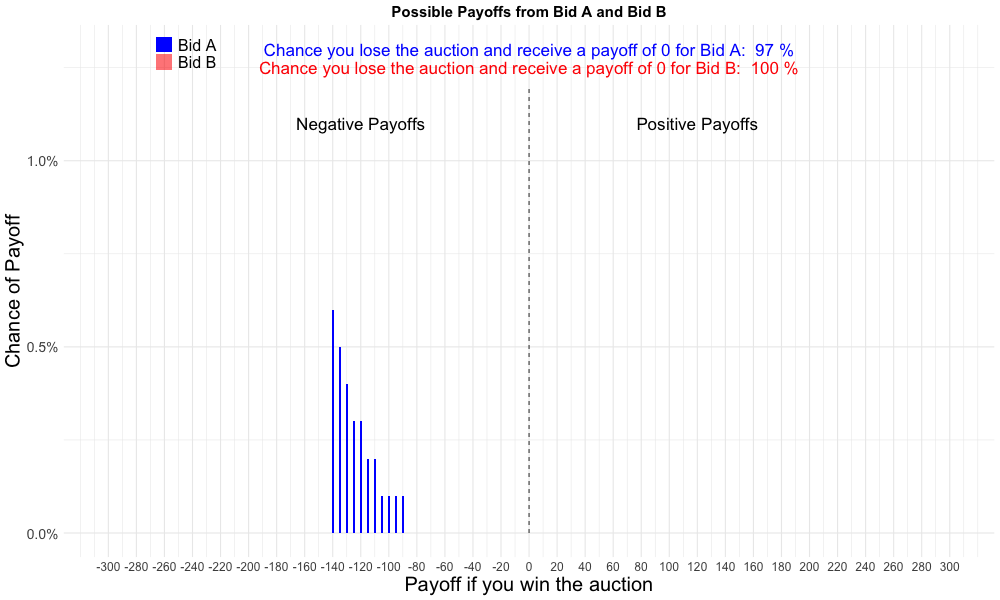 Possible Payoffs from Bid A and Bid B
Bid A
Bid B
Chance you lose the auction and receive a payoff of 0 for Bid A:  97 %
Chance you lose the auction and receive a payoff of 0 for Bid B:  100 %
Negative Payoffs
Positive Payoffs
Chance of Payoff
1.0%
0.5%
0.0%
-300 -280 -260 -240 -220 -200 -180 -160 -140 -120 -100 -80 -60 -40 -20 0 20 40 60 80 100 120 140 160 180 200 220 240 260 280 300
Payoff if you win the auction